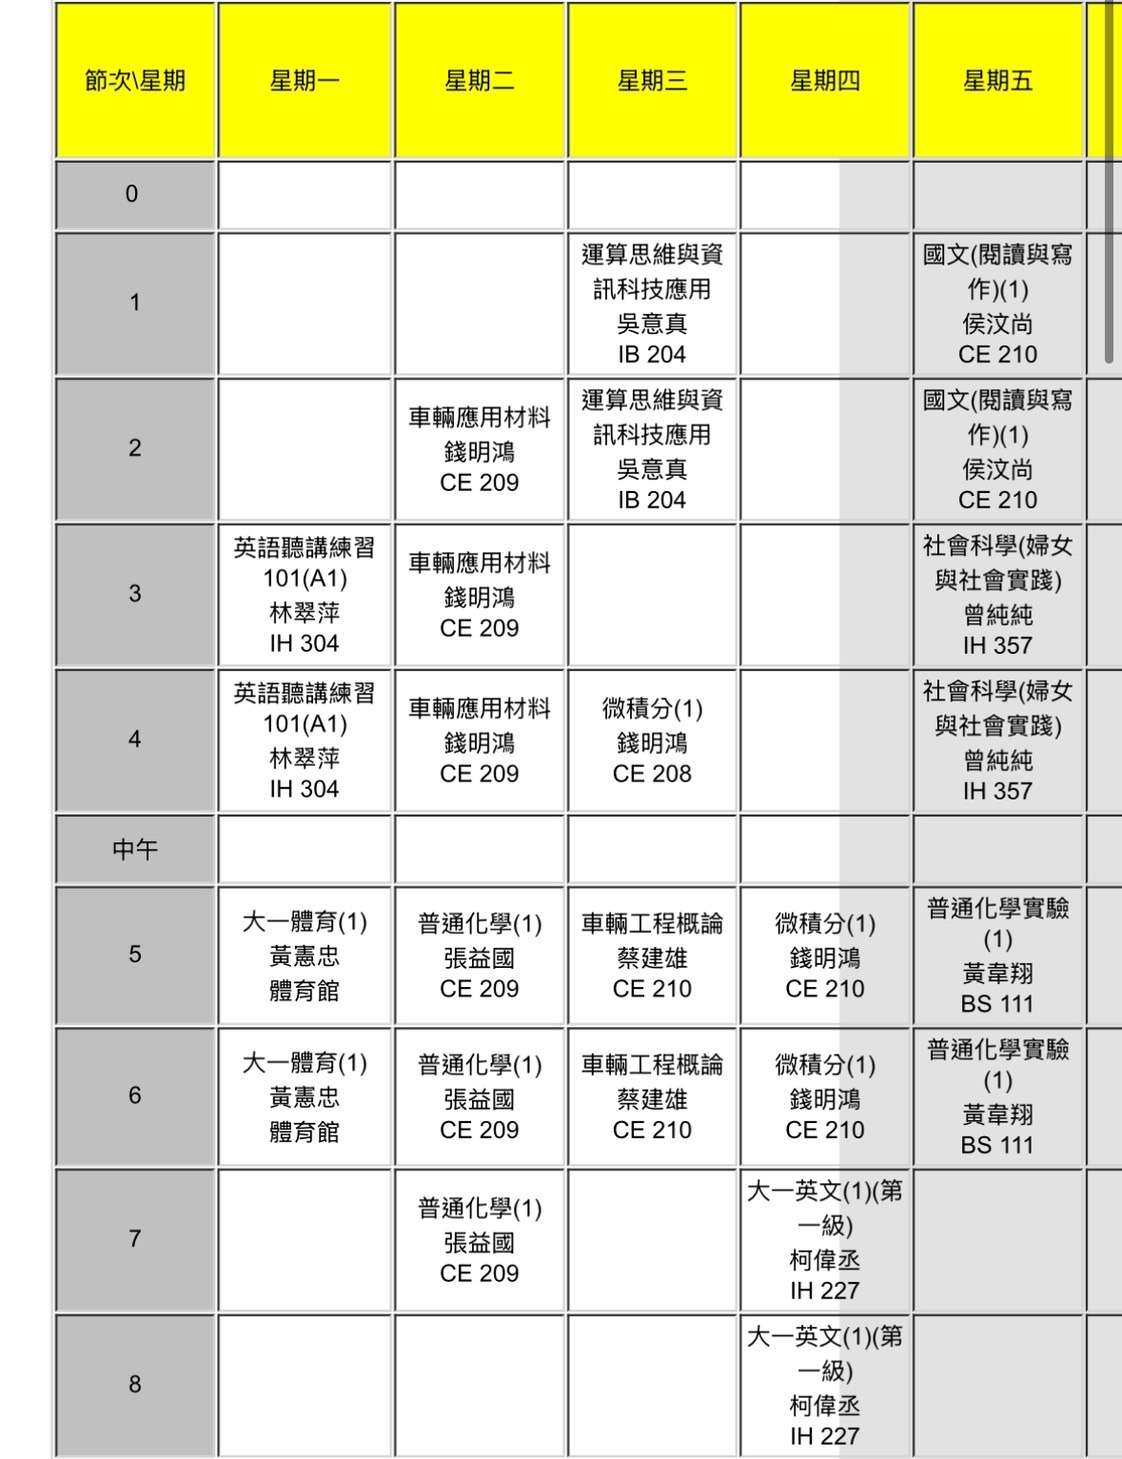 節次\星期 星期一 星期二 星期三 星期四 星期五
0
1
運算思維與資
訊科技應用
吳意真
IB 204
國文(閱讀與寫
作)(1)
侯汶尚
CE 210
2
車輛應用材料
錢明鴻
CE 209
運算思維與資
訊科技應用
吳意真
IB 204
國文(閱讀與寫
作)(1)
侯汶尚
CE 210
3
英語聽講練習
101(A1)
林翠萍
IH 304
車輛應用材料
錢明鴻
CE 209
社會科學(婦女
與社會實踐)
曾純純
IH 357
4
英語聽講練習
101(A1)
林翠萍
IH 304
車輛應用材料
錢明鴻
CE 209
微積分(1)
錢明鴻
CE 208
社會科學(婦女
與社會實踐)
曾純純
IH 357
中午
5
大一體育(1)
黃憲忠
體育館
普通化學(1)
張益國
CE 209
車輛工程概論
蔡建雄
CE 210
微積分(1)
錢明鴻
CE 210
普通化學實驗
(1)
黃韋翔
BS 111
6
大一體育(1)
黃憲忠
體育館
普通化學(1)
張益國
CE 209
車輛工程概論
蔡建雄
CE 210
微積分(1)
錢明鴻
CE 210
普通化學實驗
(1)
黃韋翔
BS 111
7
普通化學(1)
張益國
CE 209
大一英文(1)(第
一級)
柯偉丞
IH 227
8
大一英文(1)(第
一級)
柯偉丞
IH 227